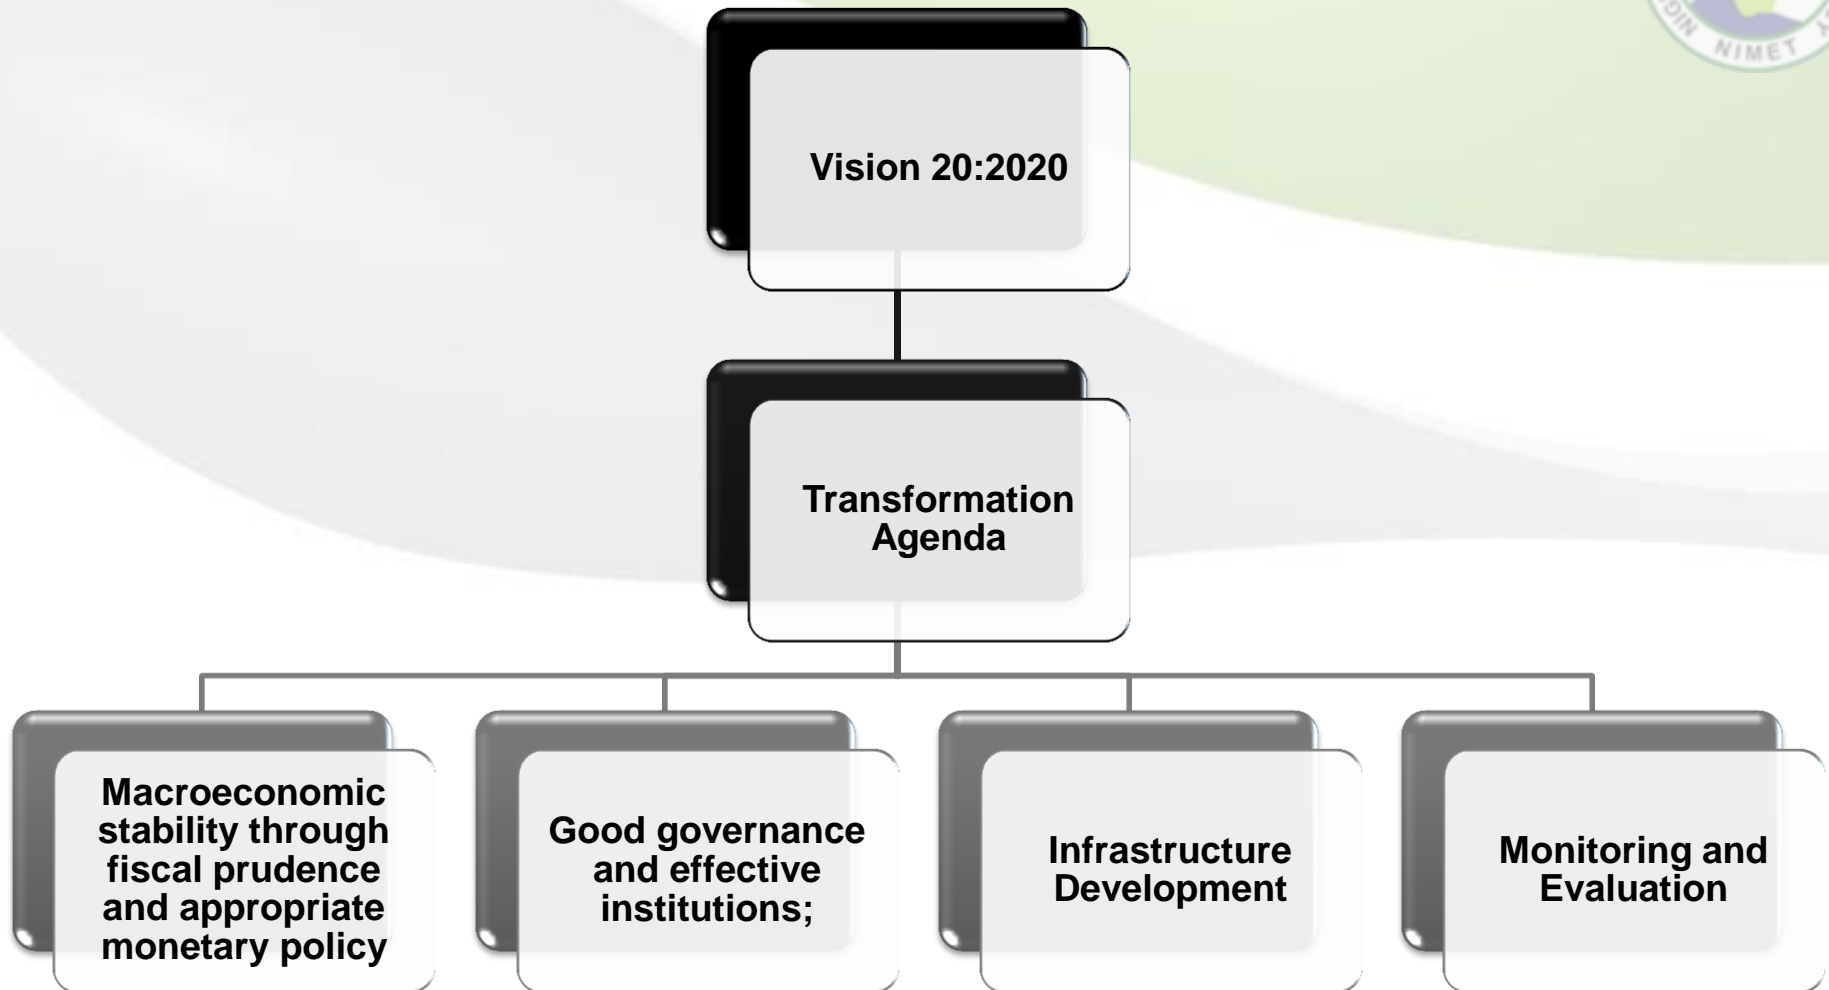 NIMET
Vision 20:2020
Transformation
Agenda
Macroeconomic
stability through
fiscal prudence
and appropriate
monetary policy
Good governance
and effective
institutions;
Infrastructure
Development
Monitoring and
Evaluation